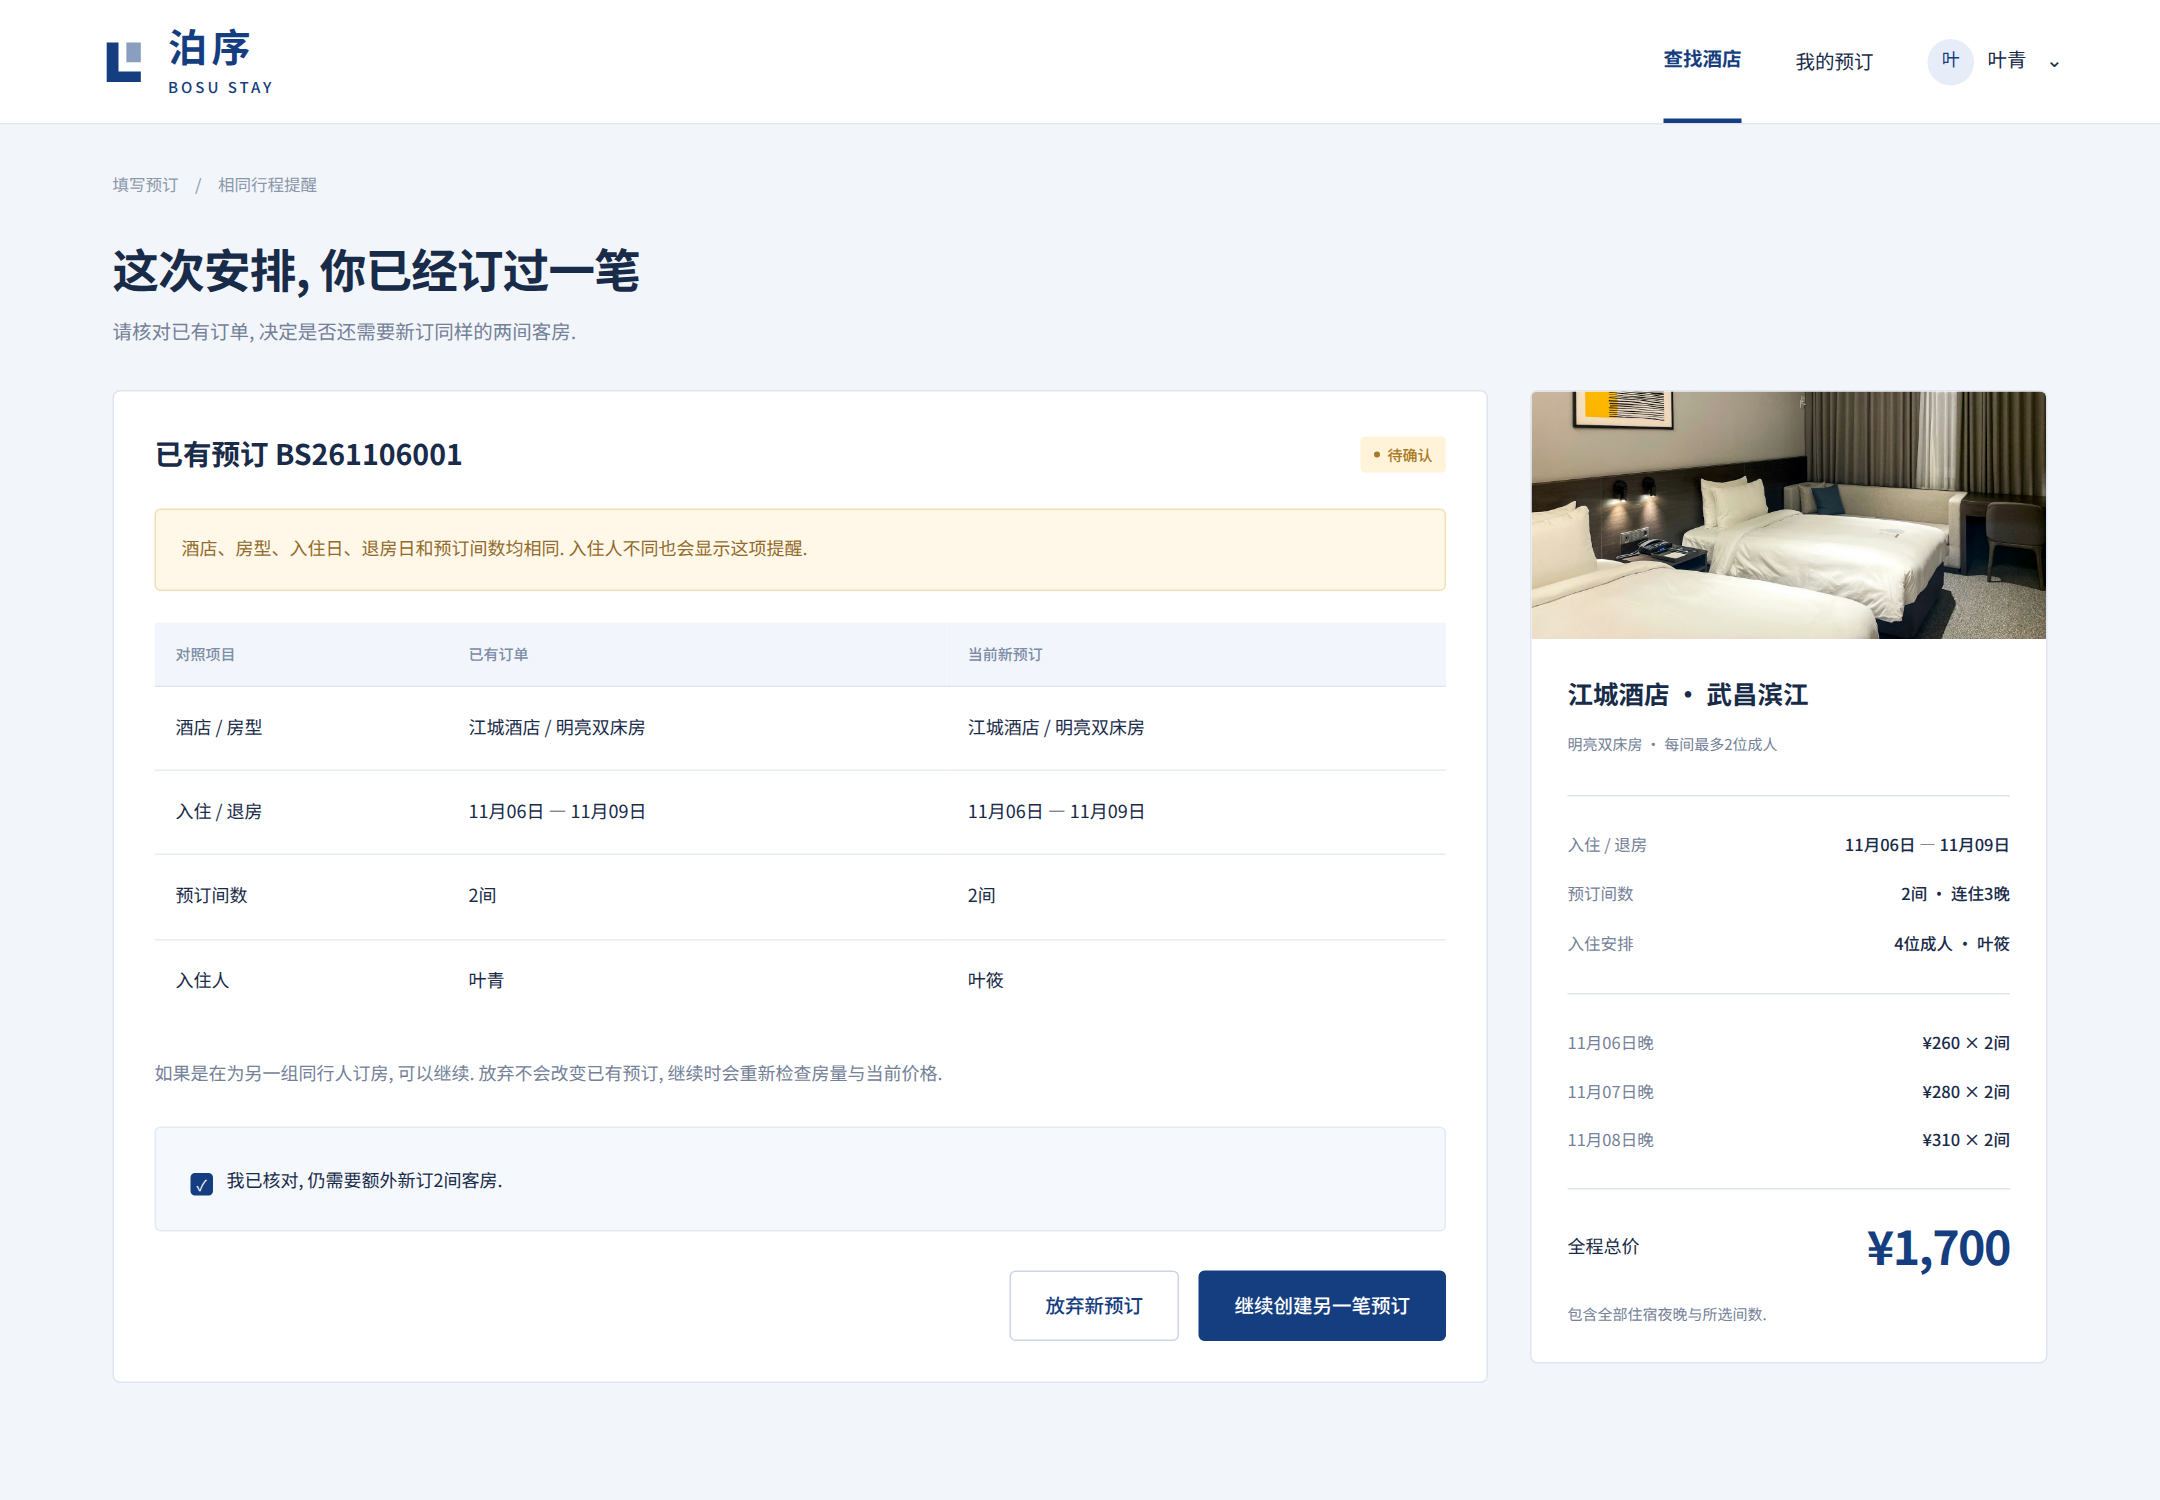 泊序
BOSU STAY
查找酒店
我的预订
叶
叶青
填写预订 / 相同行程提醒
这次安排, 你已经订过一笔
请核对已有订单, 决定是否还需要新订同样的两间客房.
已有预订 BS261106001
待确认
酒店、房型、入住日、退房日和预订间数均相同. 入住人不同也会显示这项提醒.
对照项目 已有订单 当前新预订
酒店 / 房型 江城酒店 / 明亮双床房 江城酒店 / 明亮双床房
入住 / 退房 11月06日 — 11月09日 11月06日 — 11月09日
预订间数 2间 2间
入住人 叶青 叶筱
如果是在为另一组同行人订房, 可以继续. 放弃不会改变已有预订, 继续时会重新检查房量与当前价格.
我已核对, 仍需要额外新订2间客房.
放弃新预订
继续创建另一笔预订
江城酒店 · 武昌滨江
明亮双床房 · 每间最多2位成人
入住 / 退房 11月06日 — 11月09日
预订间数 2间 · 连住3晚
入住安排 4位成人 · 叶筱
11月06日晚 ¥260 × 2间
11月07日晚 ¥280 × 2间
11月08日晚 ¥310 × 2间
全程总价 ¥1,700
包含全部住宿夜晚与所选间数.